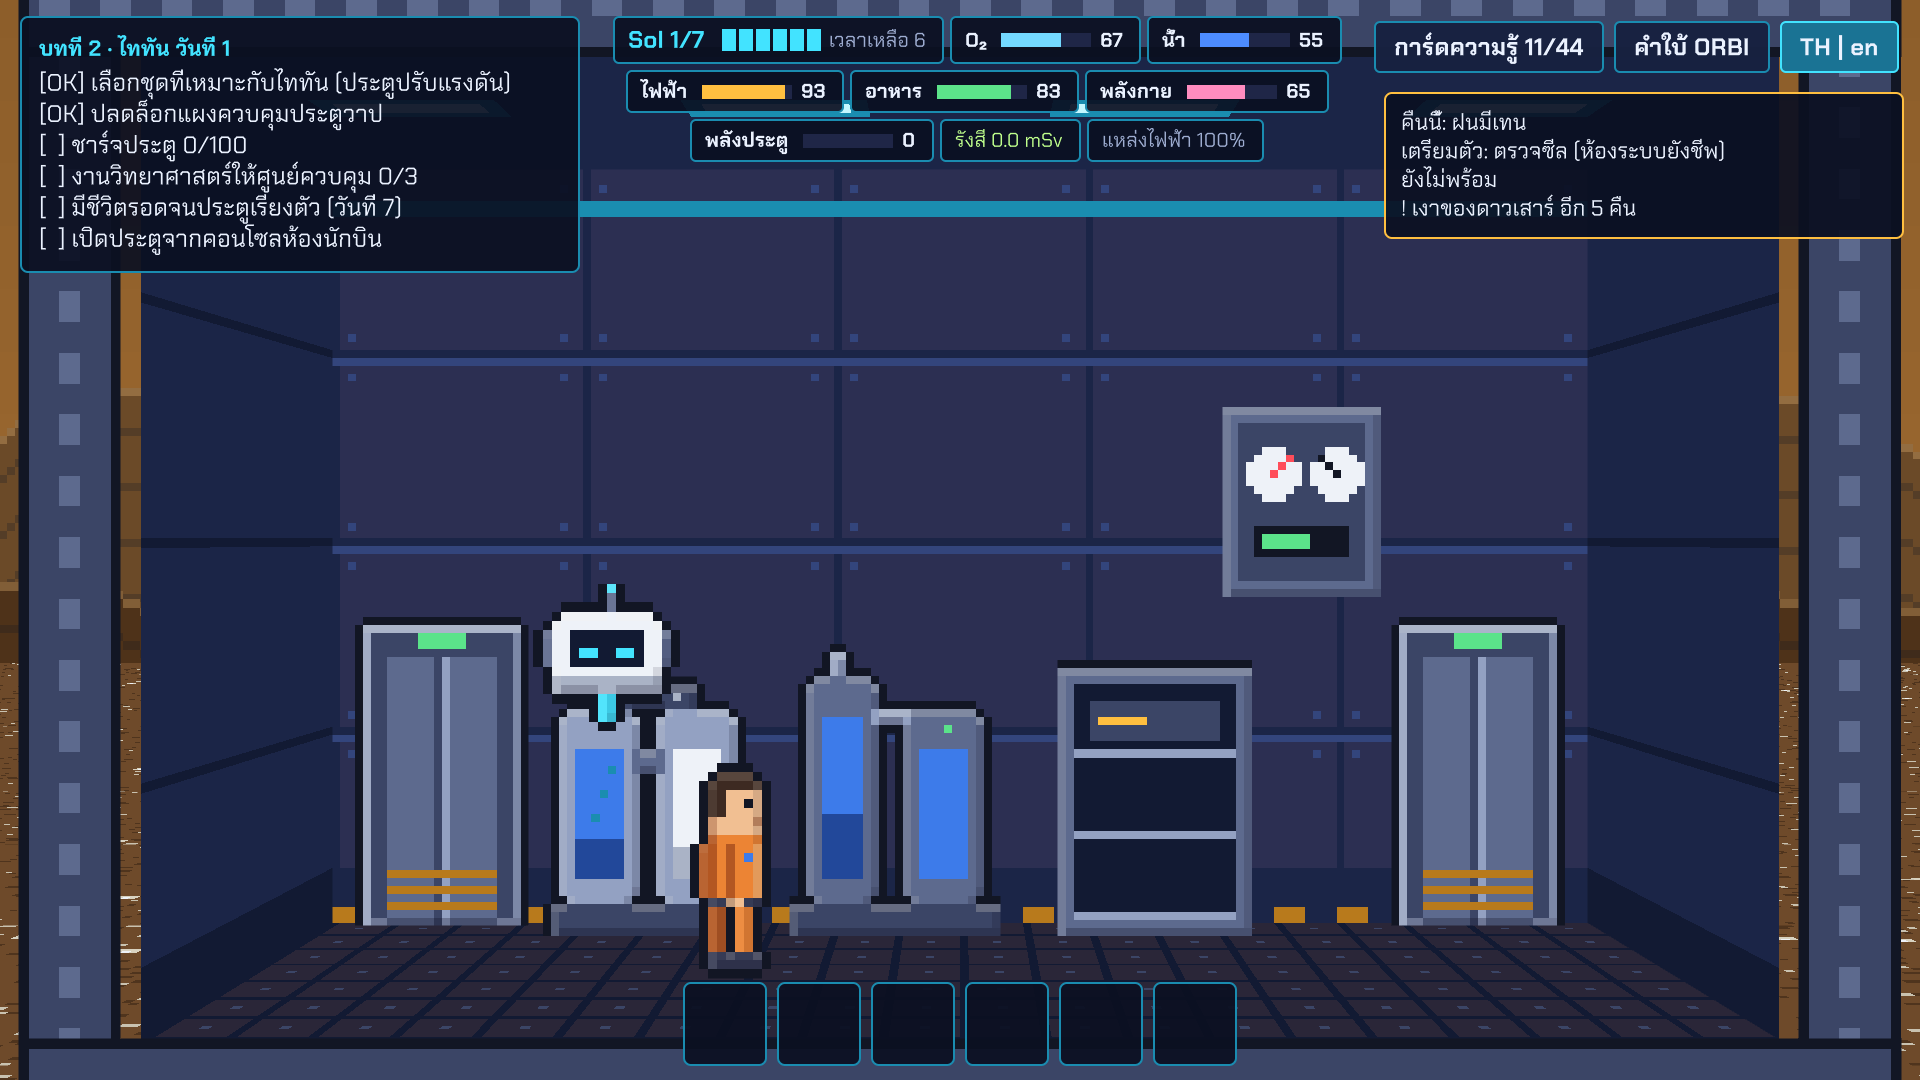 บทที่ 2 · ไททัน วันที่ 1
[OK] เลือกชุดที่เหมาะกับไททัน (ประตูปรับแรงดัน)
[OK] ปลดล็อกแผงควบคุมประตูวาป
[ ] ชาร์จประตู 0/100
[ ] งานวิทยาศาสตร์ให้ศูนย์ควบคุม 0/3
[ ] มีชีวิตรอดจนประตูเรียงตัว (วันที่ 7)
[ ] เปิดประตูจากคอนโซลห้องนักบิน
Sol 1/7 เวลาเหลือ 6
O₂ 67
น้ำ 55
ไฟฟ้า 93
อาหาร 83
พลังกาย 65
พลังประตู 0
รังสี 0.0 mSv
แหล่งไฟฟ้า 100%
การ์ดความรู้ 11/44
คำใบ้ ORBI
TH | en
คืนนี้: ฝนมีเทน
เตรียมตัว: ตรวจซีล (ห้องระบบยังชีพ)
ยังไม่พร้อม
! เงาของดาวเสาร์ อีก 5 คืน